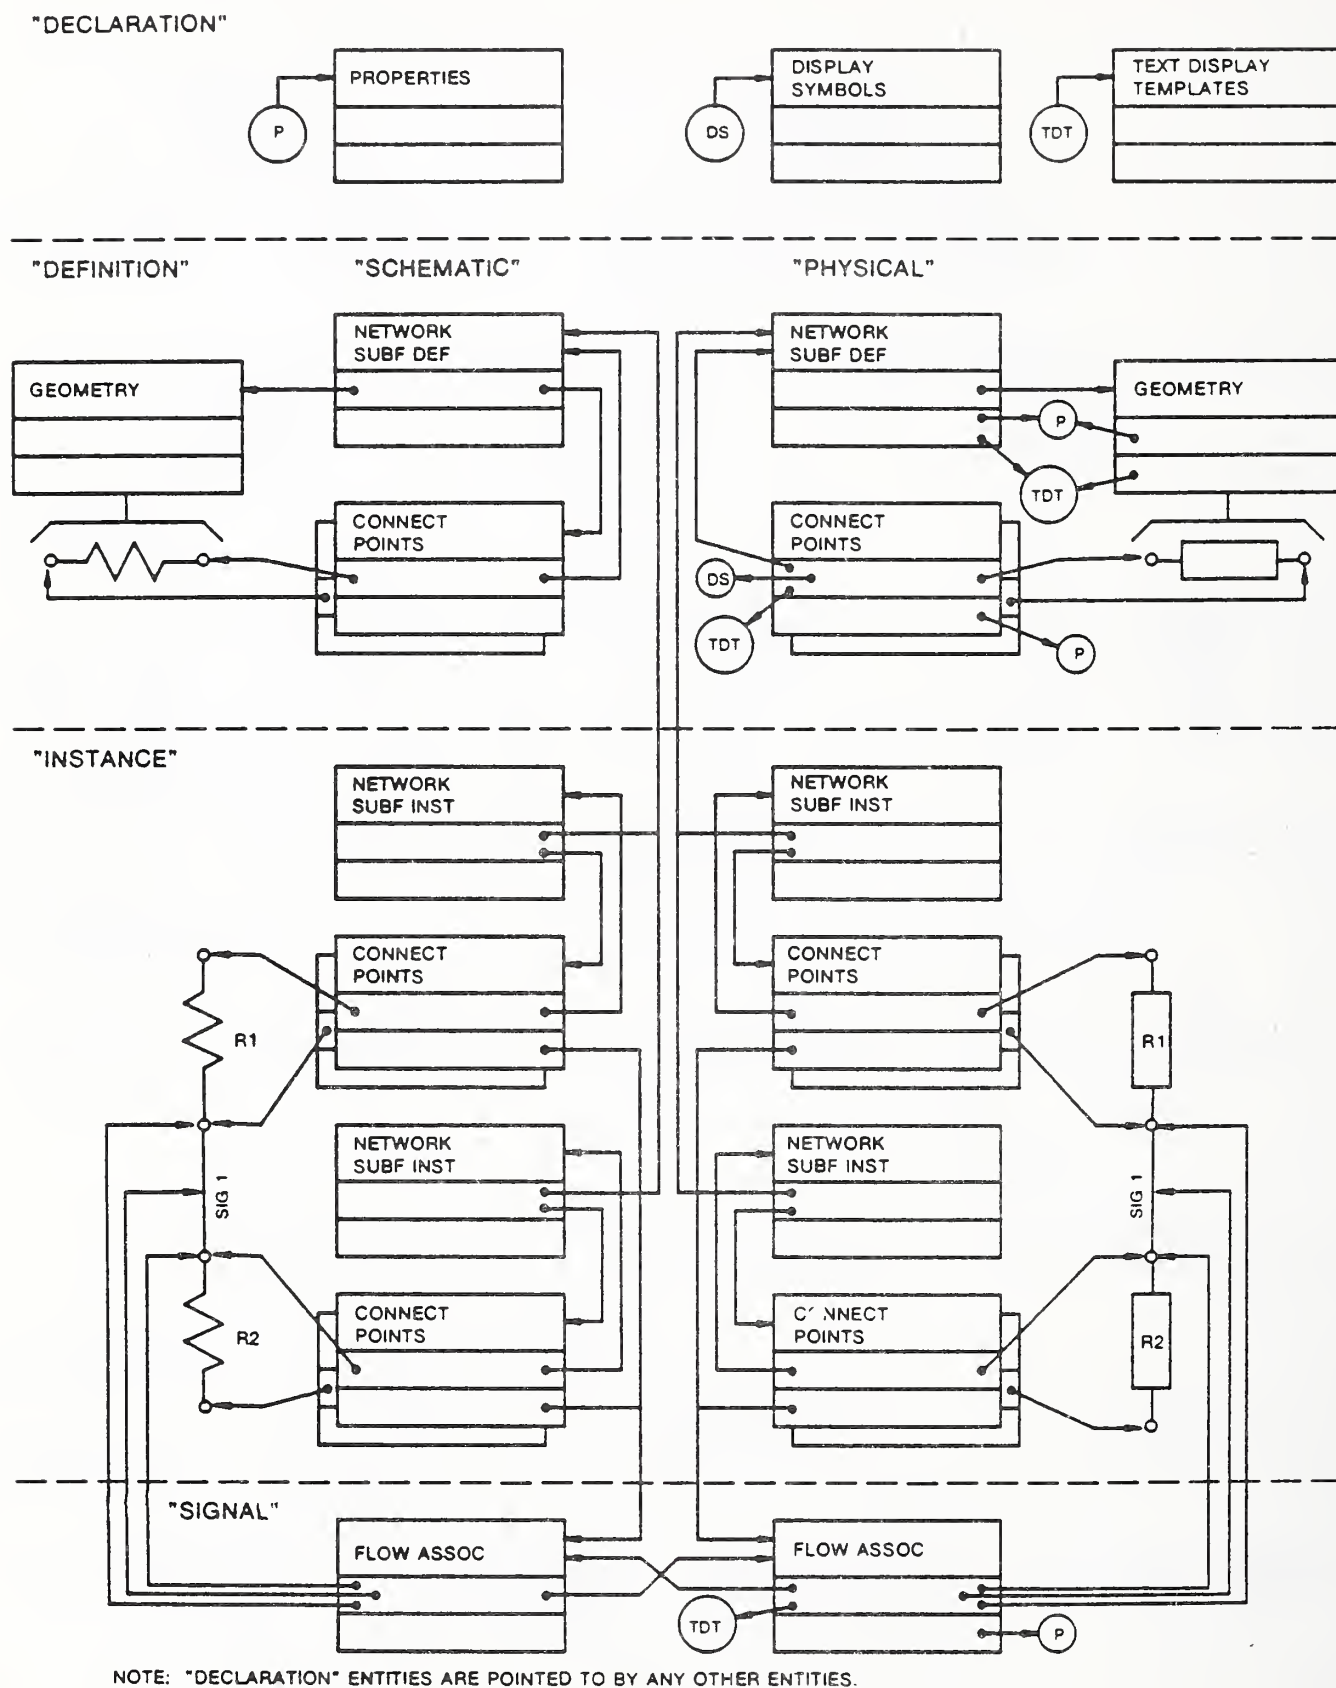 "DECLARATION"
PROPERTIES
P
DISPLAY
SYMBOLS
DS
TEXT DISPLAY
TEMPLATES
TDT
"DEFINITION"
"SCHEMATIC"
"PHYSICAL"
NETWORK
SUBF DEF
GEOMETRY
CONNECT
POINTS
NETWORK
SUBF DEF
GEOMETRY
P
TDT
CONNECT
POINTS
DS
TDT
P
"INSTANCE"
NETWORK
SUBF INST
NETWORK
SUBF INST
CONNECT
POINTS
R1
CONNECT
POINTS
R1
NETWORK
SUBF INST
SIG 1
NETWORK
SUBF INST
SIG 1
CONNECT
POINTS
R2
CONNECT
POINTS
R2
"SIGNAL"
FLOW ASSOC
FLOW ASSOC
TDT
P
NOTE: "DECLARATION" ENTITIES ARE POINTED TO BY ANY OTHER ENTITIES.